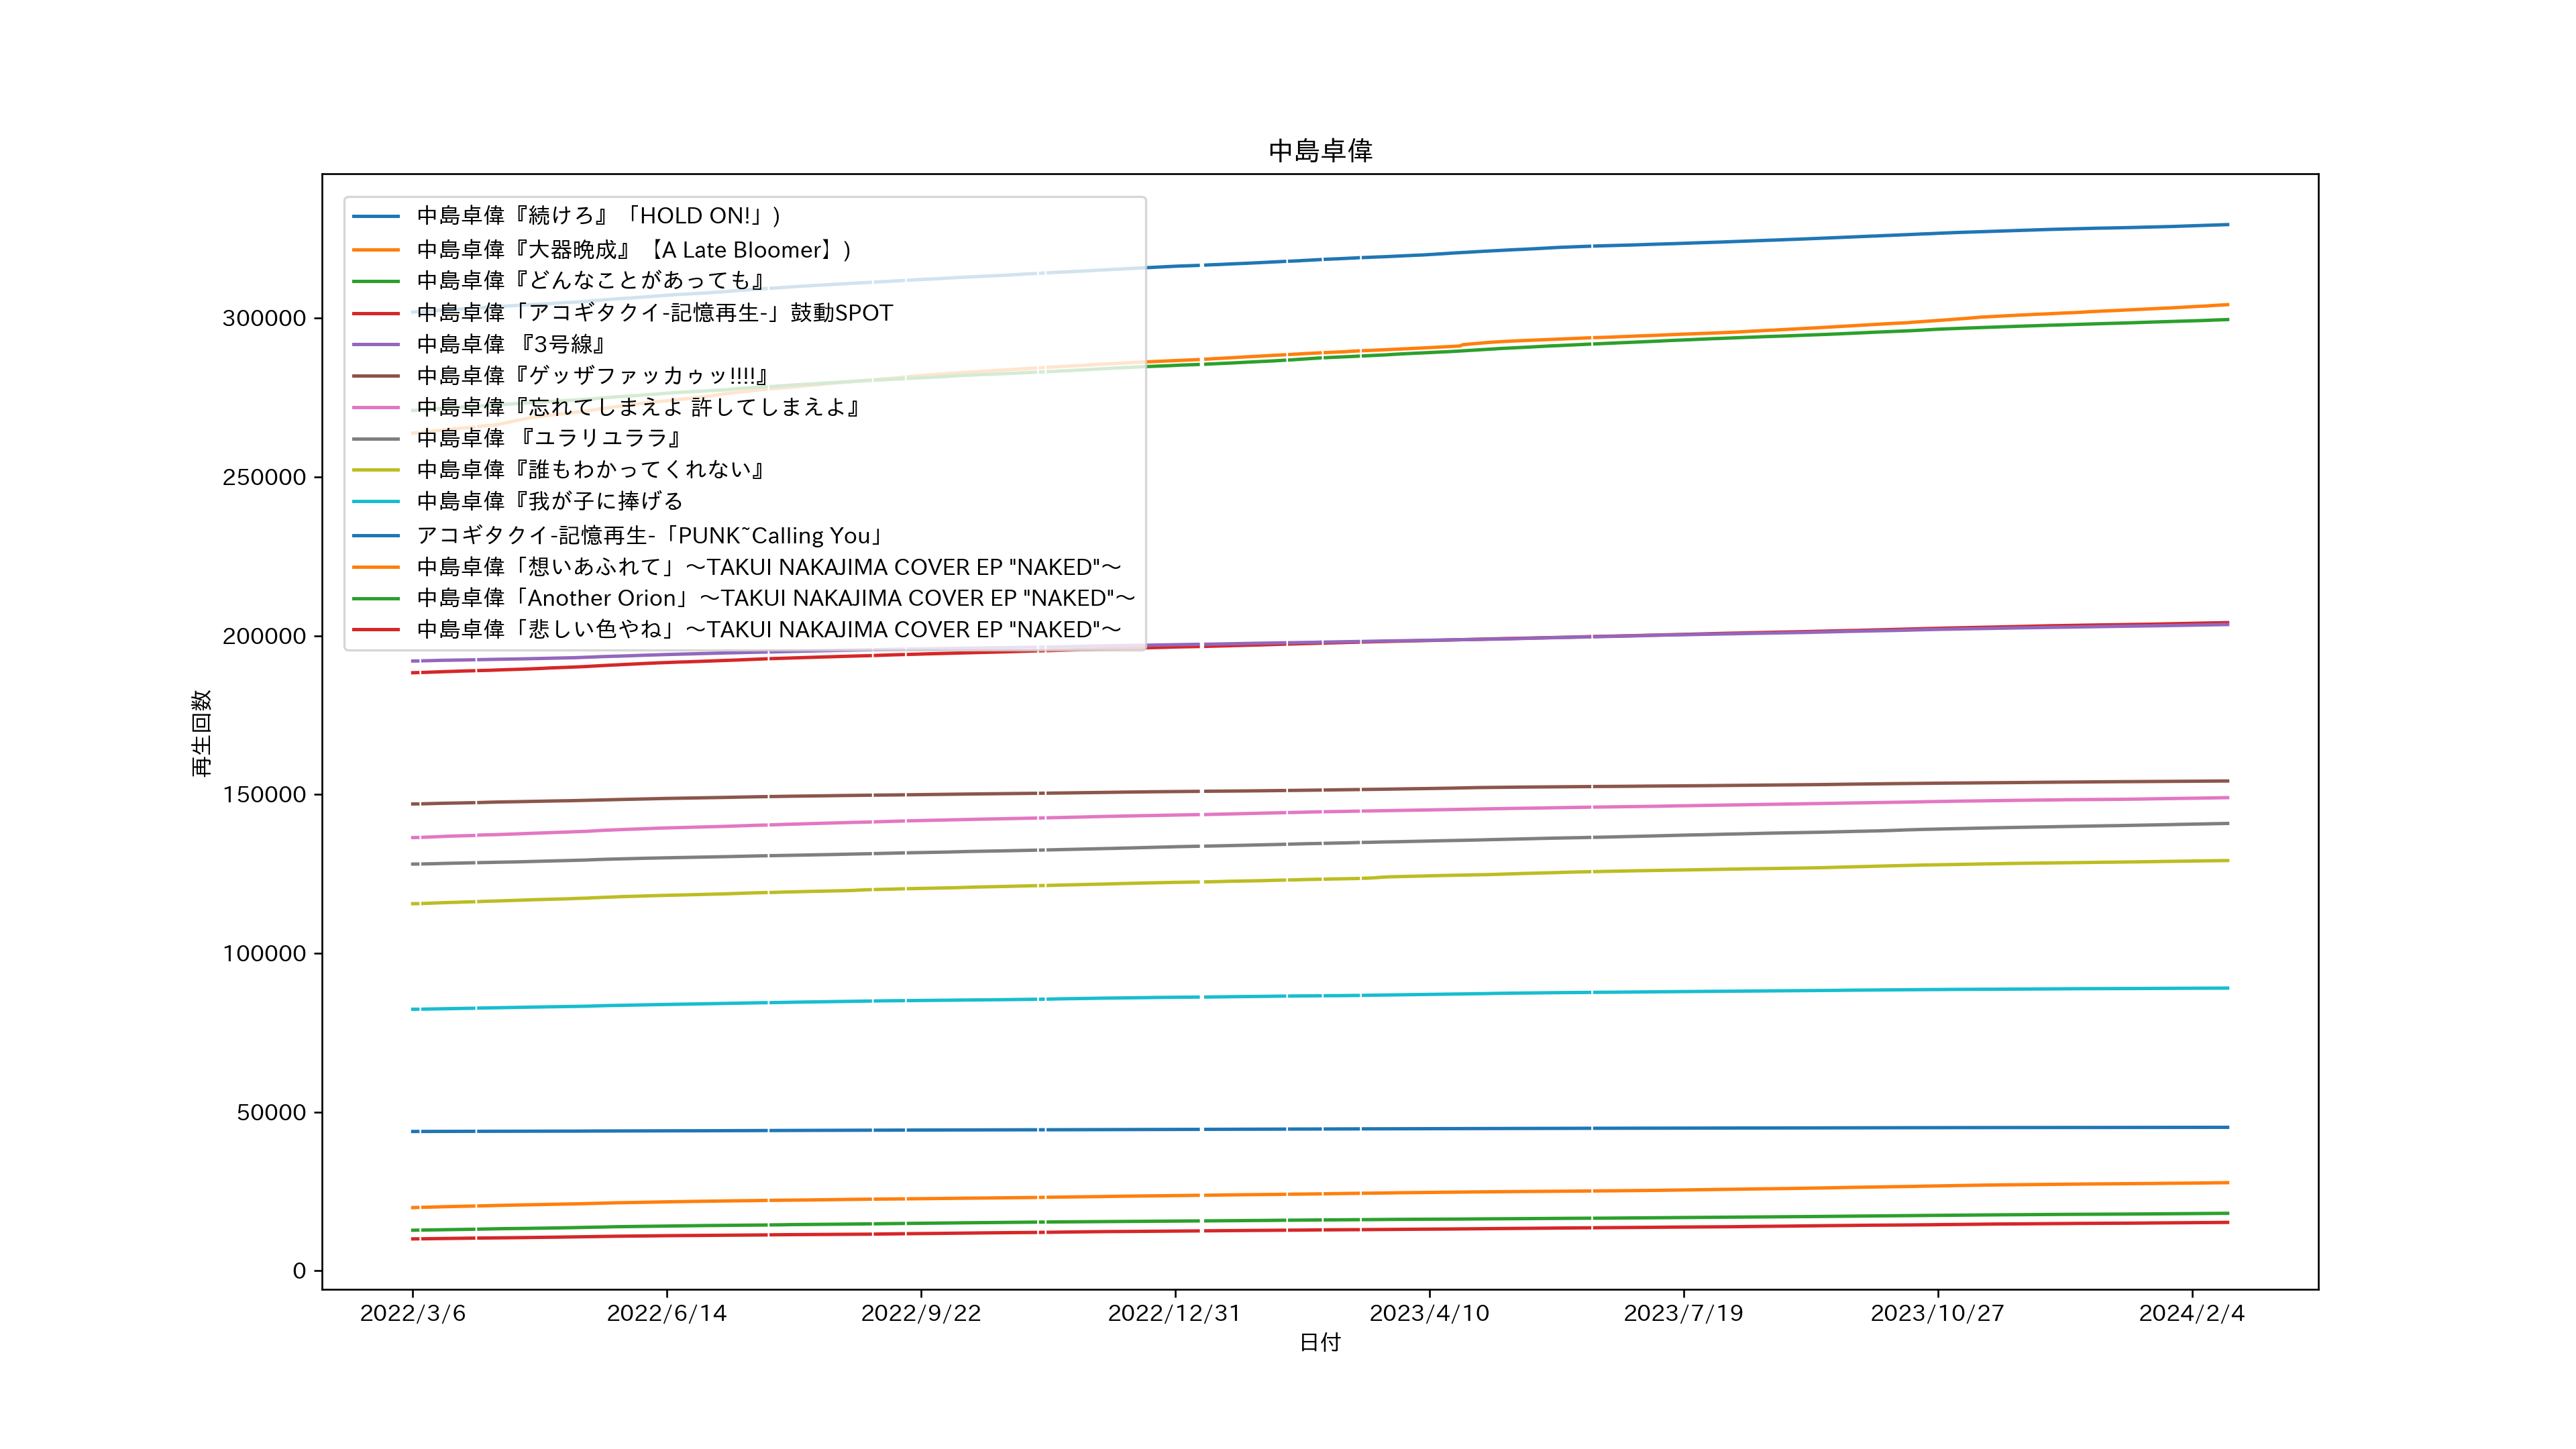 中島卓偉
中島卓偉『続けろ』「HOLD ON!」)
中島卓偉『大器晩成』【A Late Bloomer】)
中島卓偉『どんなことがあっても』
中島卓偉「アコギタクイ-記憶再生-」鼓動SPOT
中島卓偉 『3号線』
中島卓偉『ゲッザファッカゥッ!!!!』
中島卓偉『忘れてしまえよ 許してしまえよ』
中島卓偉 『ユラリユララ』
中島卓偉『誰もわかってくれない』
中島卓偉『我が子に捧げる
アコギタクイ-記憶再生-「PUNK~Calling You」
中島卓偉「想いあふれて」〜TAKUI NAKAJIMA COVER EP "NAKED"〜
中島卓偉「Another Orion」〜TAKUI NAKAJIMA COVER EP "NAKED"〜
中島卓偉「悲しい色やね」〜TAKUI NAKAJIMA COVER EP "NAKED"〜
300000
250000
200000
150000
100000
50000
0
再生回数
2022/3/6
2022/6/14
2022/9/22
2022/12/31
2023/4/10
2023/7/19
2023/10/27
2024/2/4
日付